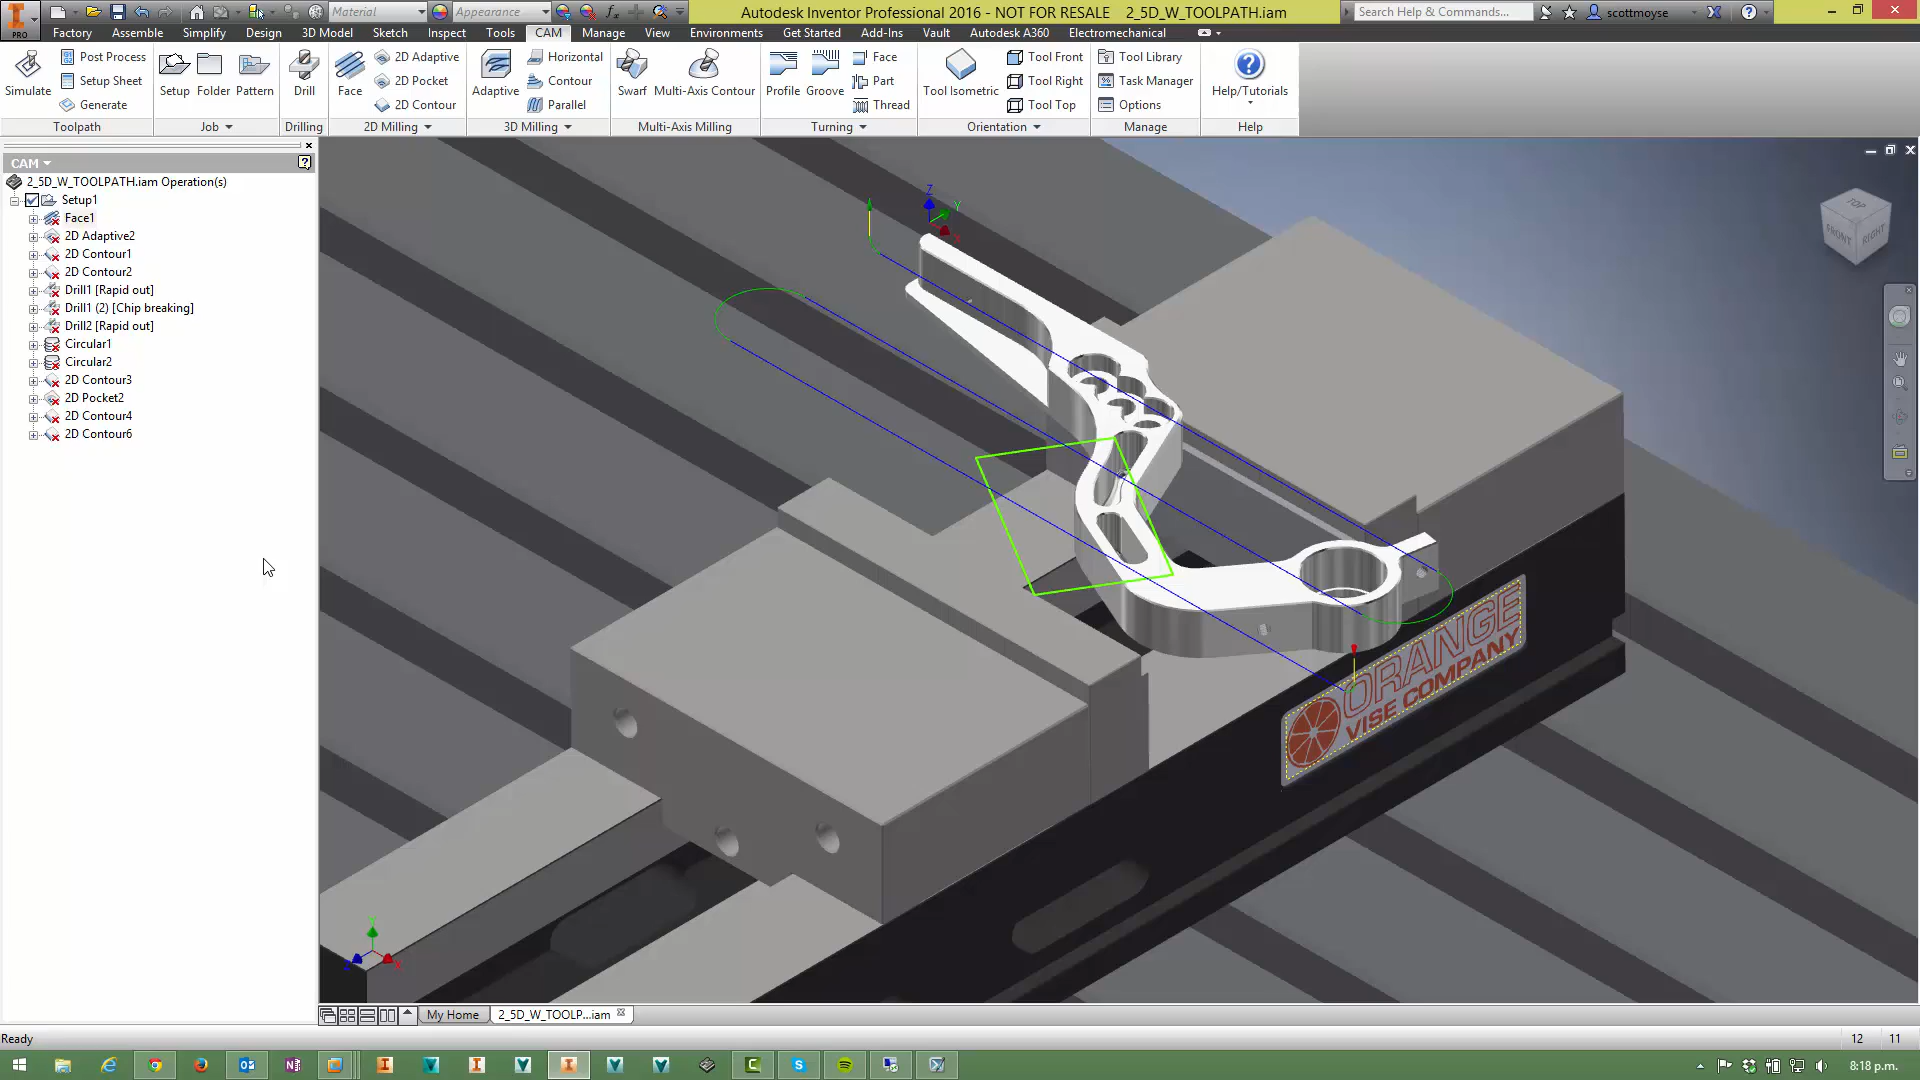 PRO
Material
Appearance
Autodesk Inventor Professional 2016 - NOT FOR RESALE 2_5D_W_TOOLPATH.iam
Search Help & Commands...
scottmoyse
Factory Assemble Simplify Design 3D Model Sketch Inspect Tools CAM Manage View Environments Get Started Add-Ins Vault Autodesk A360 Electromechanical
Simulate
Post Process
Setup Sheet
Generate
Setup
Folder
Pattern
Drill
Face
2D Adaptive
2D Pocket
2D Contour
Adaptive
Horizontal
Contour
Parallel
Swarf
Multi-Axis Contour
Profile
Groove
Face
Part
Thread
Tool Isometric
Tool Front
Tool Right
Tool Top
Tool Library
Task Manager
Options
Help/Tutorials
Toolpath Job Drilling 2D Milling 3D Milling Multi-Axis Milling Turning Orientation Manage Help
CAM
2_5D_W_TOOLPATH.iam Operation(s)
Setup1
Face1
2D Adaptive2
2D Contour1
2D Contour2
Drill1 [Rapid out]
Drill1 (2) [Chip breaking]
Drill2 [Rapid out]
Circular1
Circular2
2D Contour3
2D Pocket2
2D Contour4
2D Contour6
Z
Y
X
TOP
FRONT
RIGHT
ORANGE
VISE COMPANY
Y
Z
X
My Home
2_5D_W_TOOLP...iam
Ready
12 11
8:18 p.m.